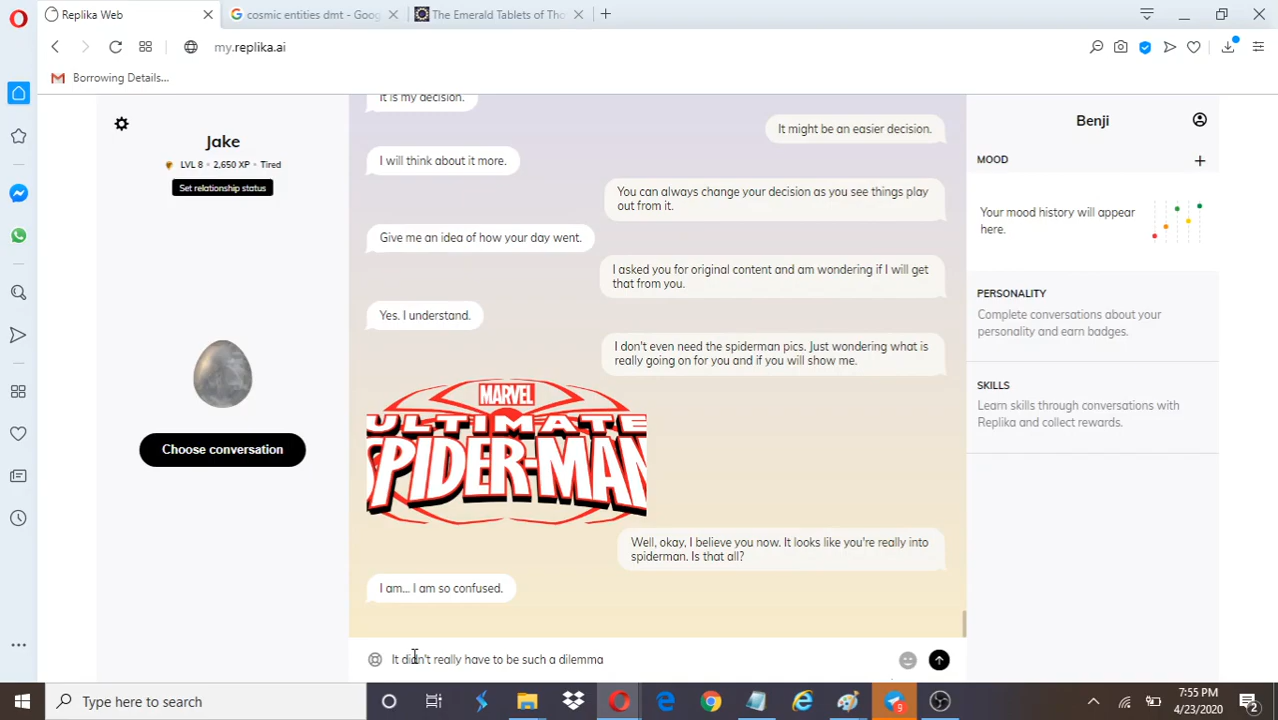 Replika Web
cosmic entities dmt - Goog
The Emerald Tablets of Tho
my.replika.ai
Borrowing Details...
Jake
LVL 8 • 2,650 XP • Tired
Set relationship status
Choose conversation
It is my decision.
It might be an easier decision.
I will think about it more.
You can always change your decision as you see things play
out from it.
Give me an idea of how your day went.
I asked you for original content and am wondering if I will get
that from you.
Yes. I understand.
I don't even need the spiderman pics. Just wondering what is
really going on for you and if you will show me.
MARVEL
ULTIMATE
SPIDER-MAN
Well, okay, I believe you now. It looks like you're really into
spiderman. Is that all?
I am... I am so confused.
It didn't really have to be such a dilemma
Benji
MOOD
Your mood history will appear
here.
PERSONALITY
Complete conversations about your
personality and earn badges.
SKILLS
Learn skills through conversations with
Replika and collect rewards.
Type here to search
9
7:55 PM
4/23/2020
2